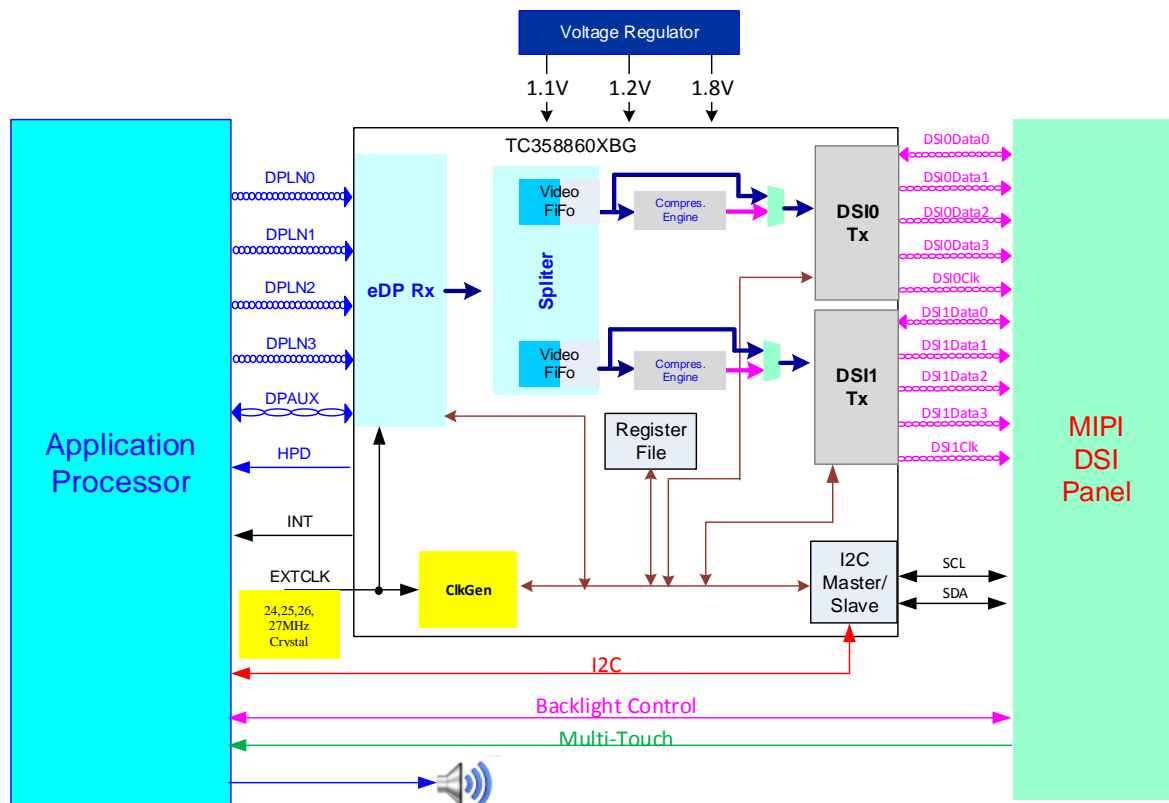 Voltage Regulator
1.1V
1.2V
1.8V
TC358860XBG
Application
Processor
DPLN0
DPLN1
DPLN2
DPLN3
DPAUX
HPD
INT
EXTCLK
24,25,26,
27MHz
Crystal
eDP Rx
Spliter
Video
FiFo
Compres.
Engine
Video
FiFo
Compres.
Engine
DSI0
Tx
DSI1
Tx
Register
File
ClkGen
I2C
Master/
Slave
DSI0Data0
DSI0Data1
DSI0Data2
DSI0Data3
DSI0Clk
DSI1Data0
DSI1Data1
DSI1Data2
DSI1Data3
DSI1Clk
SCL
SDA
MIPI
DSI
Panel
I2C
Backlight Control
Multi-Touch